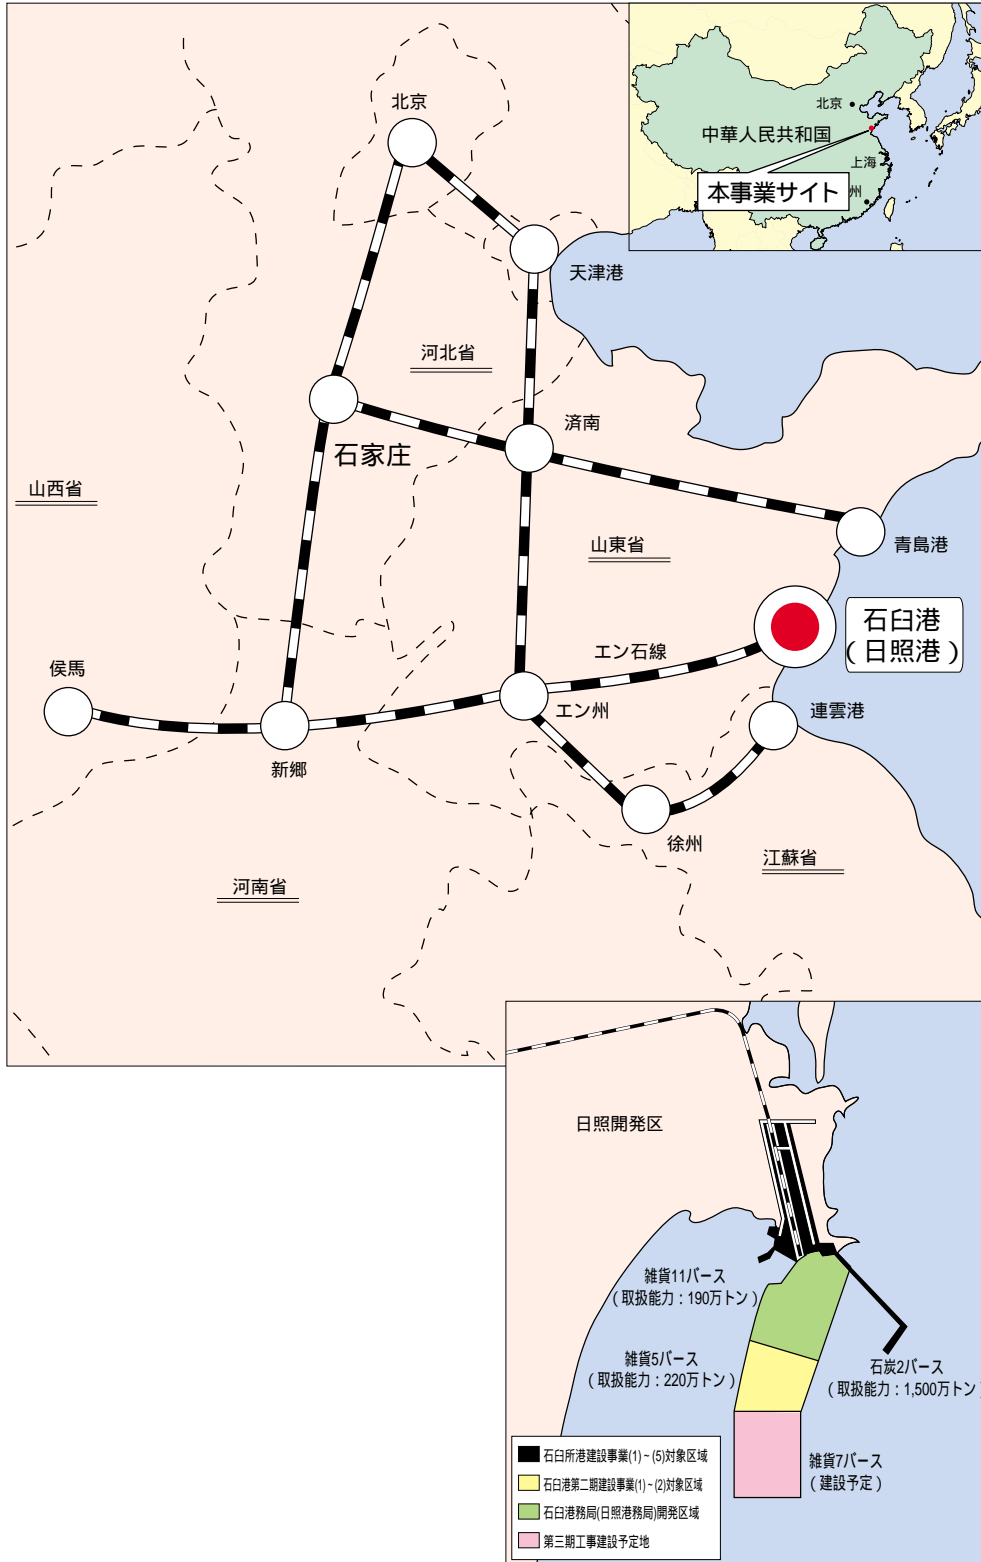 北京
中華人民共和国
上海
州
本事業サイト
北京
天津港
河北省
済南
石家庄
山西省
山東省
青島港
石臼港
(日照港)
エン石線
侯馬
エン州
連雲港
新郷
徐州
江蘇省
河南省
日照開発区
雑貨11バース
(取扱能力:190万トン)
雑貨5バース
(取扱能力:220万トン)
石炭2バース
(取扱能力:1,500万トン)
雑貨7バース
(建設予定)
石臼所港建設事業(1)~(5)対象区域
石臼港第二期建設事業(1)~(2)対象区域
石臼港務局(日照港務局)開発区域
第三期工事建設予定地